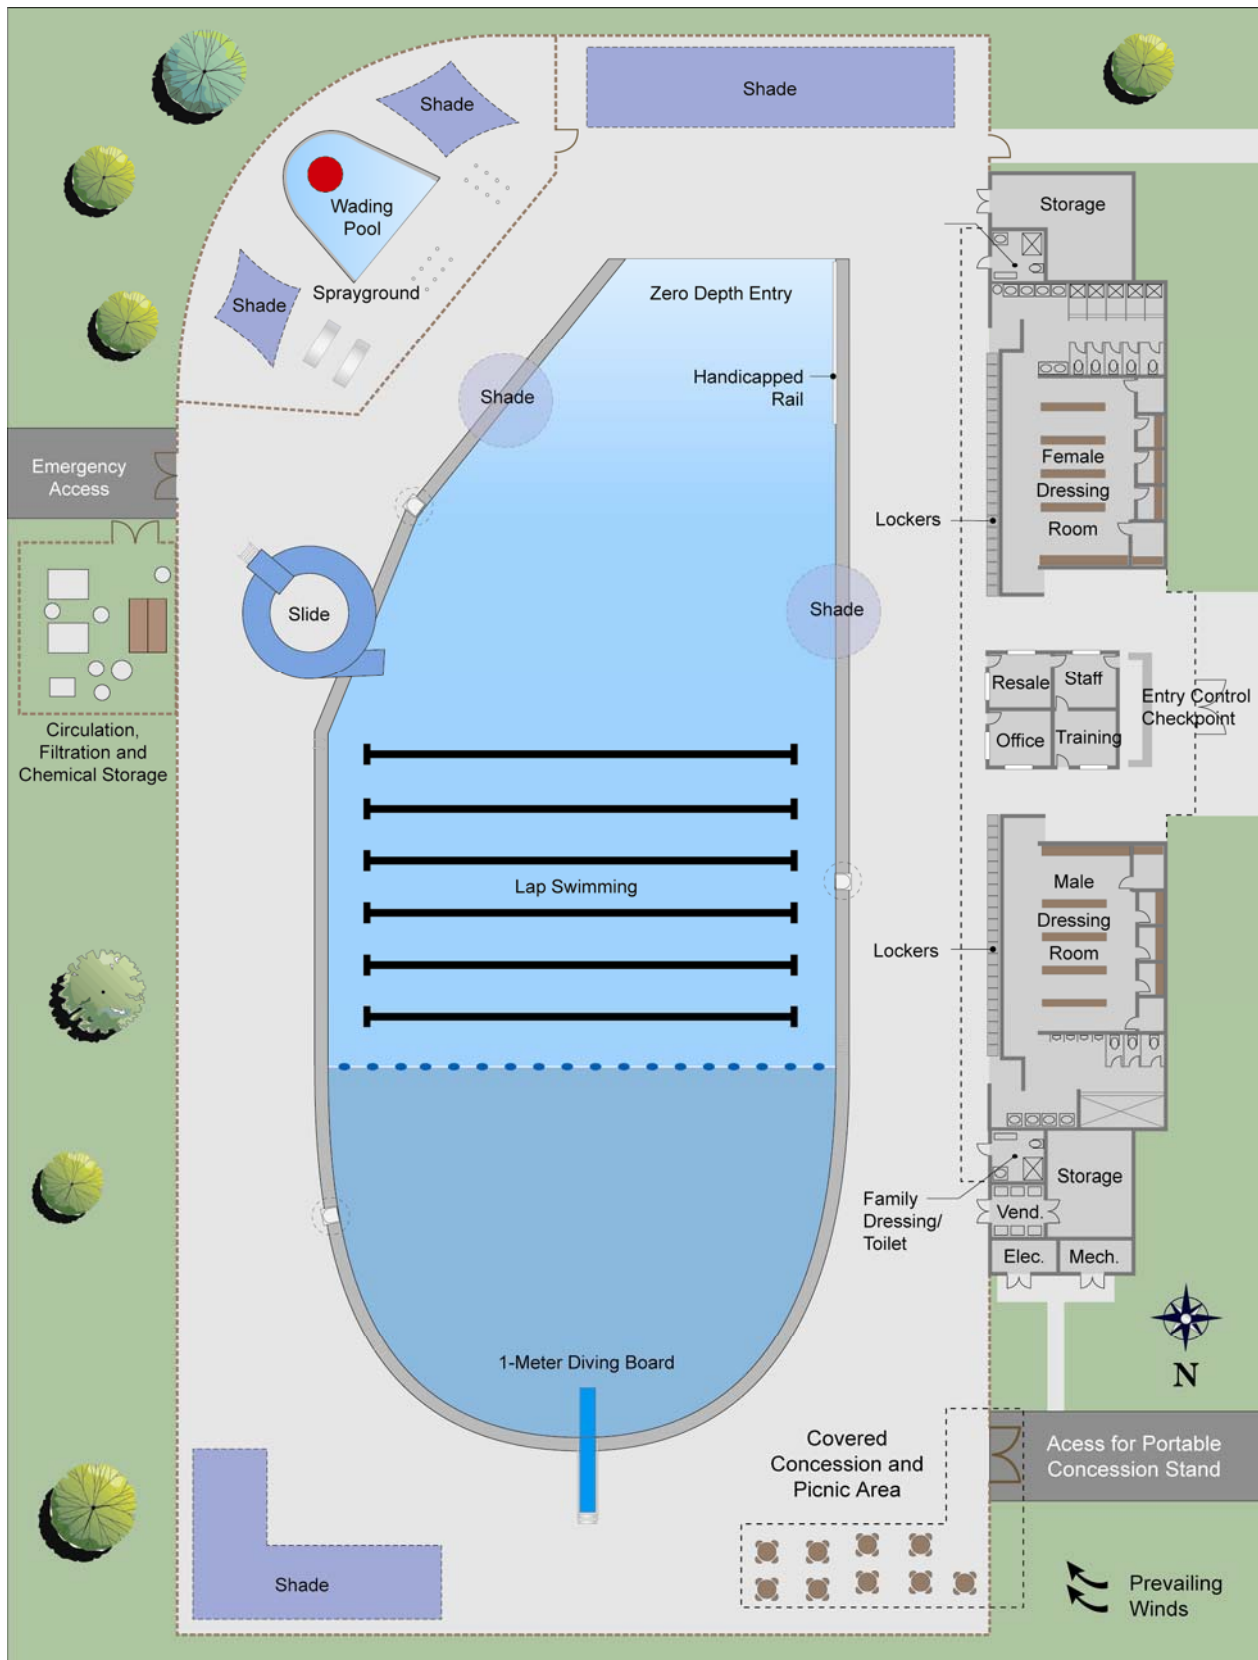 Shade
Shade
Wading
Pool
Storage
Shade
Sprayground
Zero Depth Entry
Handicapped
Rail
Shade
Emergency
Access
Female
Dressing
Room
Lockers
Slide
Shade
Resale
Staff
Office
Training
Entry Control
Checkpoint
Circulation,
Filtration and
Chemical Storage
Lap Swimming
Male
Dressing
Room
Lockers
Family
Dressing/
Toilet
Storage
Vend.
Elec.
Mech.
N
1-Meter Diving Board
Covered
Concession and
Picnic Area
Acess for Portable
Concession Stand
Shade
Prevailing
Winds